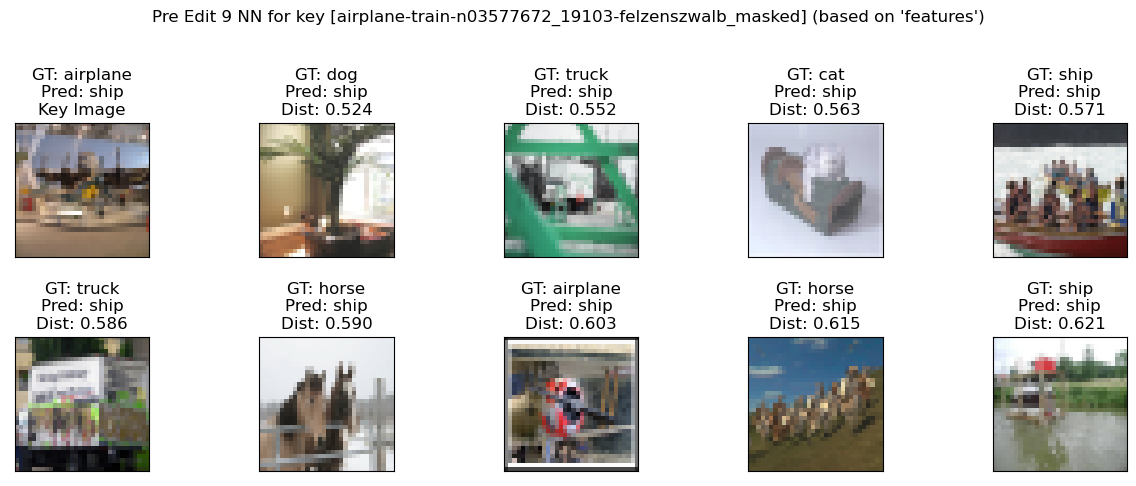 Pre Edit 9 NN for key [airplane-train-n03577672_19103-felzenszwalb_masked] (based on 'features')
GT: airplane
Pred: ship
Key Image
GT: dog
Pred: ship
Dist: 0.524
GT: truck
Pred: ship
Dist: 0.552
GT: cat
Pred: ship
Dist: 0.563
GT: ship
Pred: ship
Dist: 0.571
GT: truck
Pred: ship
Dist: 0.586
GT: horse
Pred: ship
Dist: 0.590
GT: airplane
Pred: ship
Dist: 0.603
GT: horse
Pred: ship
Dist: 0.615
GT: ship
Pred: ship
Dist: 0.621